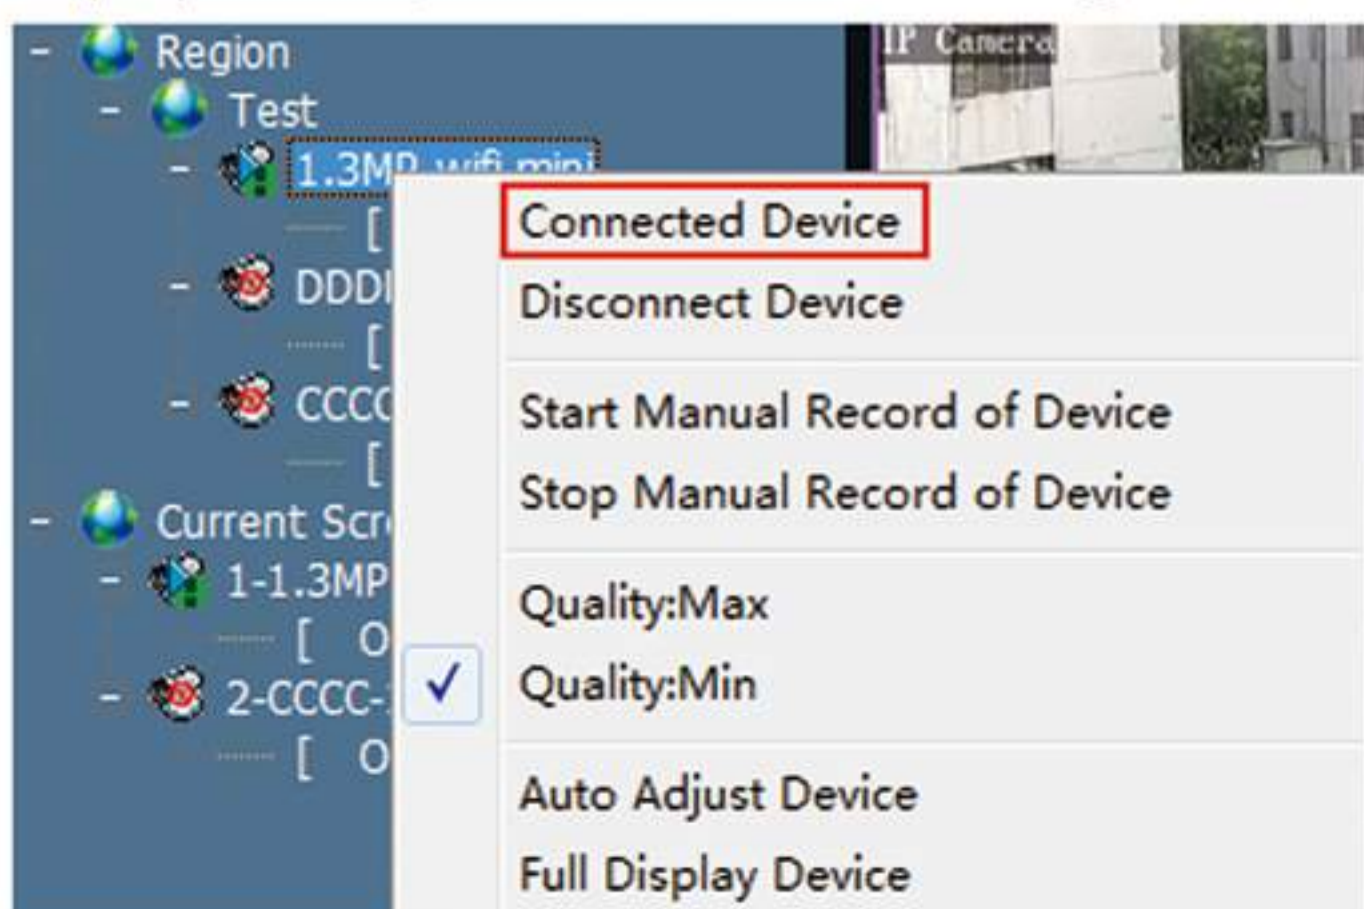 Region
Test
1.3MP wifi mini
[
DDD
[
CCCC
[
Current Scr
1-1.3MP
[ O
2-CCCC-
[ O
IP Camera
Connected Device
Disconnect Device
Start Manual Record of Device
Stop Manual Record of Device
Quality:Max
Quality:Min
Auto Adjust Device
Full Display Device